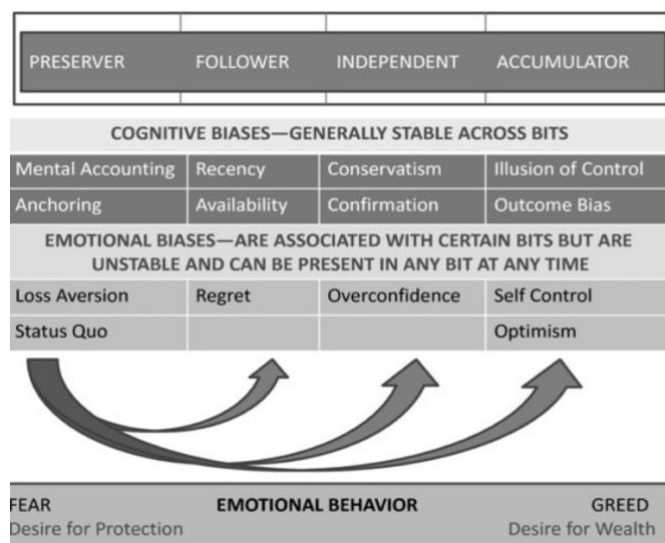 PRESERVER FOLLOWER INDEPENDENT ACCUMULATOR
COGNITIVE BIASES—GENERALLY STABLE ACROSS BITS
Mental Accounting Recency Conservatism Illusion of Control
Anchoring Availability Confirmation Outcome Bias
EMOTIONAL BIASES—ARE ASSOCIATED WITH CERTAIN BITS BUT ARE
UNSTABLE AND CAN BE PRESENT IN ANY BIT AT ANY TIME
Loss Aversion Regret Overconfidence Self Control
Status Quo Optimism
FEAR EMOTIONAL BEHAVIOR GREED
Desire for Protection Desire for Wealth